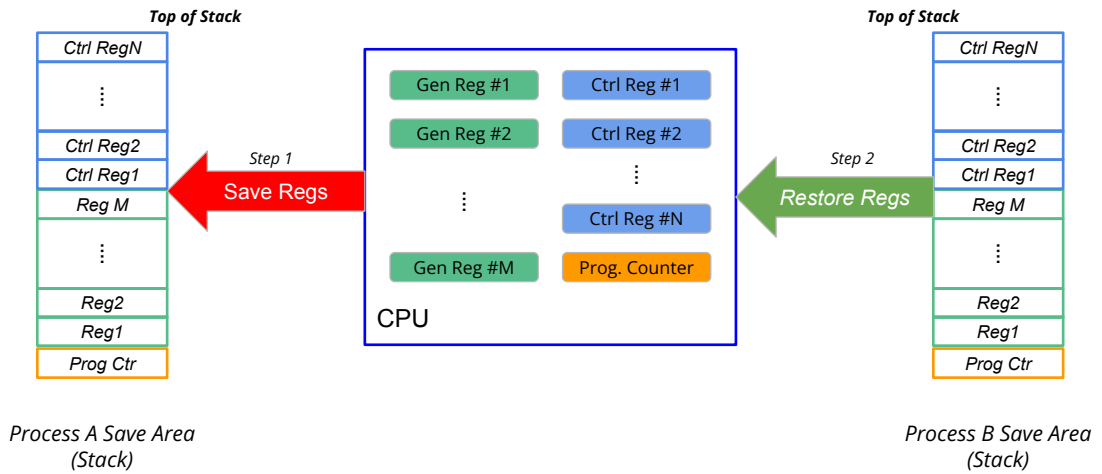 Top of Stack
Ctrl RegN
Ctrl Reg2
Ctrl Reg1
Reg M
Reg2
Reg1
Prog Ctr
Process A Save Area
(Stack)
Step 1
Save Regs
Gen Reg #1
Gen Reg #2
Gen Reg #M
Ctrl Reg #1
Ctrl Reg #2
Ctrl Reg #N
Prog. Counter
CPU
Step 2
Restore Regs
Top of Stack
Ctrl RegN
Ctrl Reg2
Ctrl Reg1
Reg M
Reg2
Reg1
Prog Ctr
Process B Save Area
(Stack)